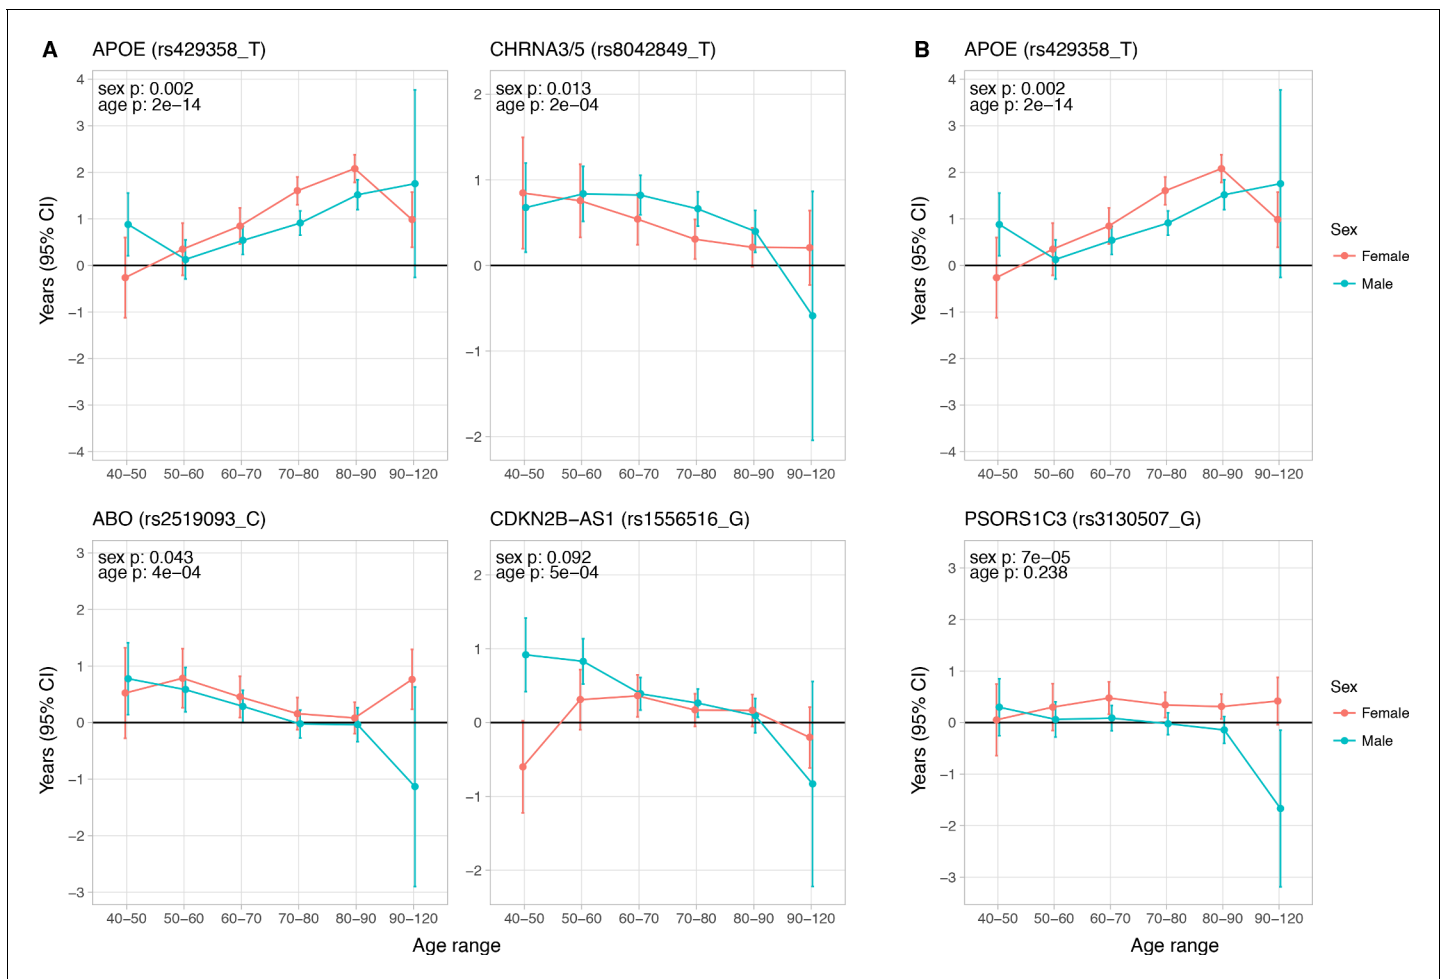 A
APOE (rs429358_T)
sex p: 0.002
age p: 2e−14
4
3
2
1
0
−1
−2
−3
−4
Years (95% CI)
40−50 50−60 60−70 70−80 80−90 90−120
CHRNA3/5 (rs8042849_T)
sex p: 0.013
age p: 2e−04
2
1
0
−1
−2
40−50 50−60 60−70 70−80 80−90 90−120
B
APOE (rs429358_T)
sex p: 0.002
age p: 2e−14
4
3
2
1
0
−1
−2
−3
−4
Years (95% CI)
40−50 50−60 60−70 70−80 80−90 90−120
Sex
Female
Male
ABO (rs2519093_C)
sex p: 0.043
age p: 4e−04
3
2
1
0
−1
−2
−3
Years (95% CI)
40−50 50−60 60−70 70−80 80−90 90−120
CDKN2B−AS1 (rs1556516_G)
sex p: 0.092
age p: 5e−04
2
1
0
−1
−2
40−50 50−60 60−70 70−80 80−90 90−120
Age range
PSORS1C3 (rs3130507_G)
sex p: 7e−05
age p: 0.238
3
2
1
0
−1
−2
−3
Years (95% CI)
40−50 50−60 60−70 70−80 80−90 90−120
Age range
Sex
Female
Male